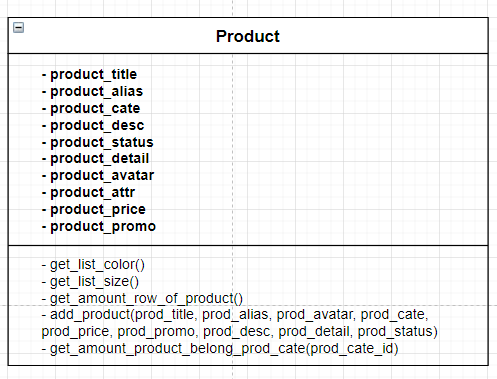 Product
- product_title
- product_alias
- product_cate
- product_desc
- product_status
- product_detail
- product_avatar
- product_attr
- product_price
- product_promo
- get_list_color()
- get_list_size()
- get_amount_row_of_product()
- add_product(prod_title, prod_alias, prod_avatar, prod_cate,
prod_price, prod_promo, prod_desc, prod_detail, prod_status)
- get_amount_product_belong_prod_cate(prod_cate_id)